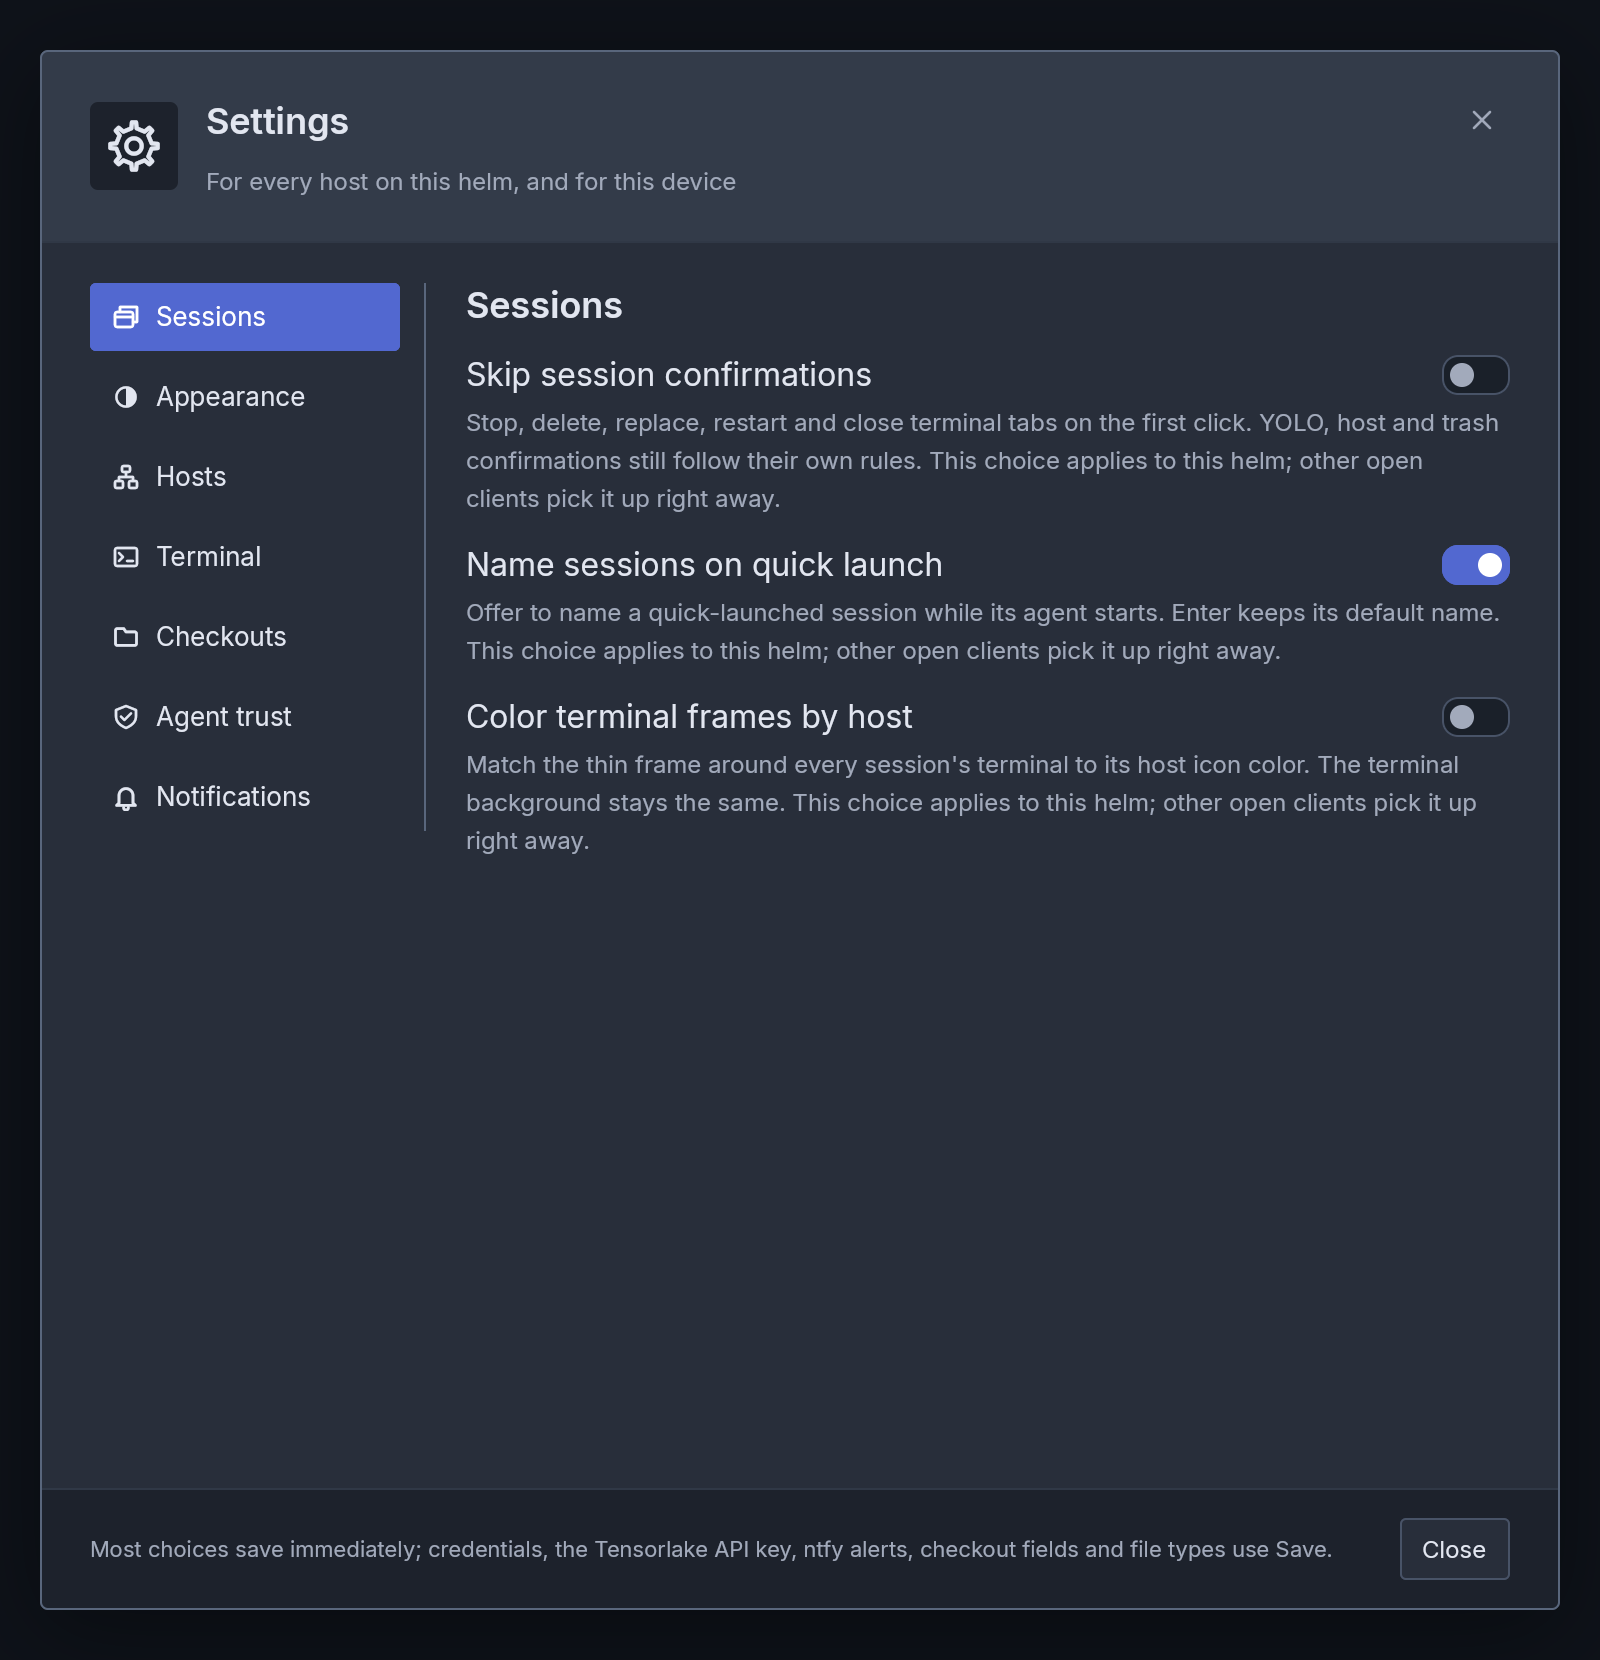 Settings
For every host on this helm, and for this device
Sessions
Appearance
Hosts
Terminal
Checkouts
Agent trust
Notifications
Sessions
Skip session confirmations
Stop, delete, replace, restart and close terminal tabs on the first click. YOLO, host and trash
confirmations still follow their own rules. This choice applies to this helm; other open
clients pick it up right away.
Name sessions on quick launch
Offer to name a quick-launched session while its agent starts. Enter keeps its default name.
This choice applies to this helm; other open clients pick it up right away.
Color terminal frames by host
Match the thin frame around every session's terminal to its host icon color. The terminal
background stays the same. This choice applies to this helm; other open clients pick it up
right away.
Most choices save immediately; credentials, the Tensorlake API key, ntfy alerts, checkout fields and file types use Save.
Close